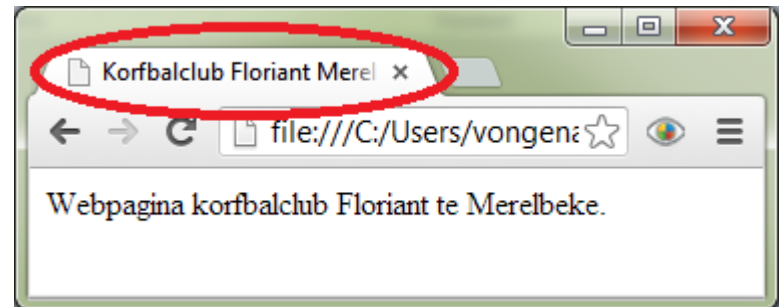 Korfbalclub Floriant Merel
file:///C:/Users/vongena
Webpagina korfbalclub Floriant te Merelbeke.